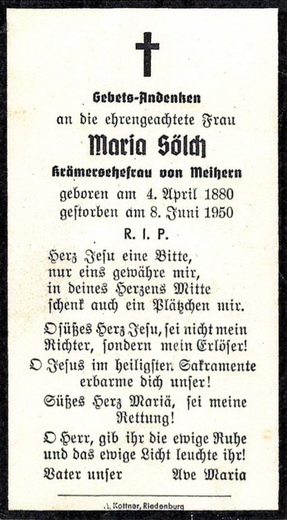 Gebets-Andenken
an die ehrengeachtete Frau
Maria Sölch
Krämersehefrau von Meihern
geboren am 4. April 1880
gestorben am 8. Juni 1950
R. I. P.
Herz Jesu eine Bitte,
nur eins gewähre mir,
in deines Herzens Mitte
schenk auch ein Plätzchen mir.
O süßes Herz Jesu, sei nicht mein
Richter, sondern mein Erlöser!
O Jesus im heiligsten Sakramente
erbarme dich unser!
Süßes Herz Mariä, sei meine
Rettung!
O Herr, gib ihr die ewige Ruhe
und das ewige Licht leuchte ihr!
Vater unser Ave Maria
Kottner, Riedenburg